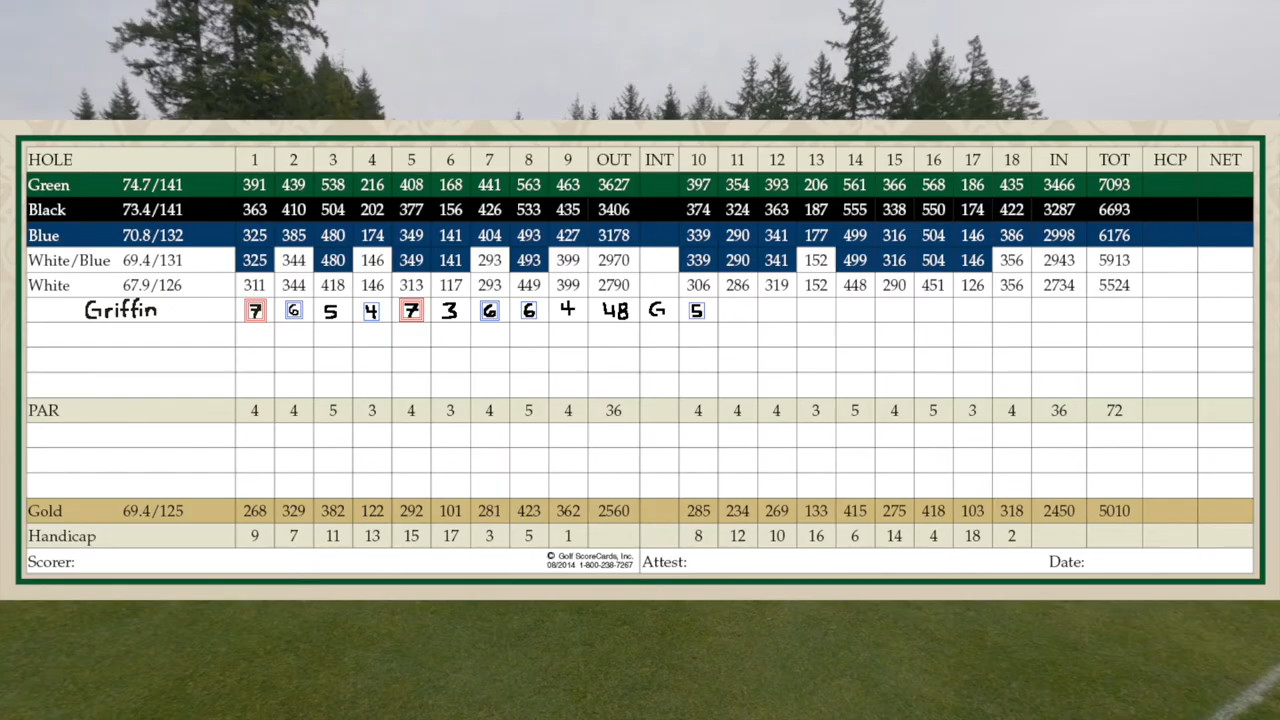 HOLE 1 2 3 4 5 6 7 8 9 OUT INT 10 11 12 13 14 15 16 17 18 IN TOT HCP NET
Green 74.7/141 391 439 538 216 408 168 441 563 463 3627 397 354 393 206 561 366 568 186 435 3466 7093
Black 73.4/141 363 410 504 202 377 156 426 533 435 3406 374 324 363 187 555 338 550 174 422 3287 6693
Blue 70.8/132 325 385 480 174 349 141 404 493 427 3178 339 290 341 177 499 316 504 146 386 2998 6176
White/Blue 69.4/131 325 344 480 146 349 141 293 493 399 2970 339 290 341 152 499 316 504 146 356 2943 5913
White 67.9/126 311 344 418 146 313 117 293 449 399 2790 306 286 319 152 448 290 451 126 356 2734 5524
Griffin 7 6 5 4 7 3 6 6 4 48 G 5
PAR 4 4 5 3 4 3 4 5 4 36 4 4 4 3 5 4 5 3 4 36 72
Gold 69.4/125 268 329 382 122 292 101 281 423 362 2560 285 234 269 133 415 275 418 103 318 2450 5010
Handicap 9 7 11 13 15 17 3 5 1 8 12 10 16 6 14 4 18 2
Scorer: © Golf ScoreCards, Inc. Attest: Date:
08/2014 1-800-238-7267